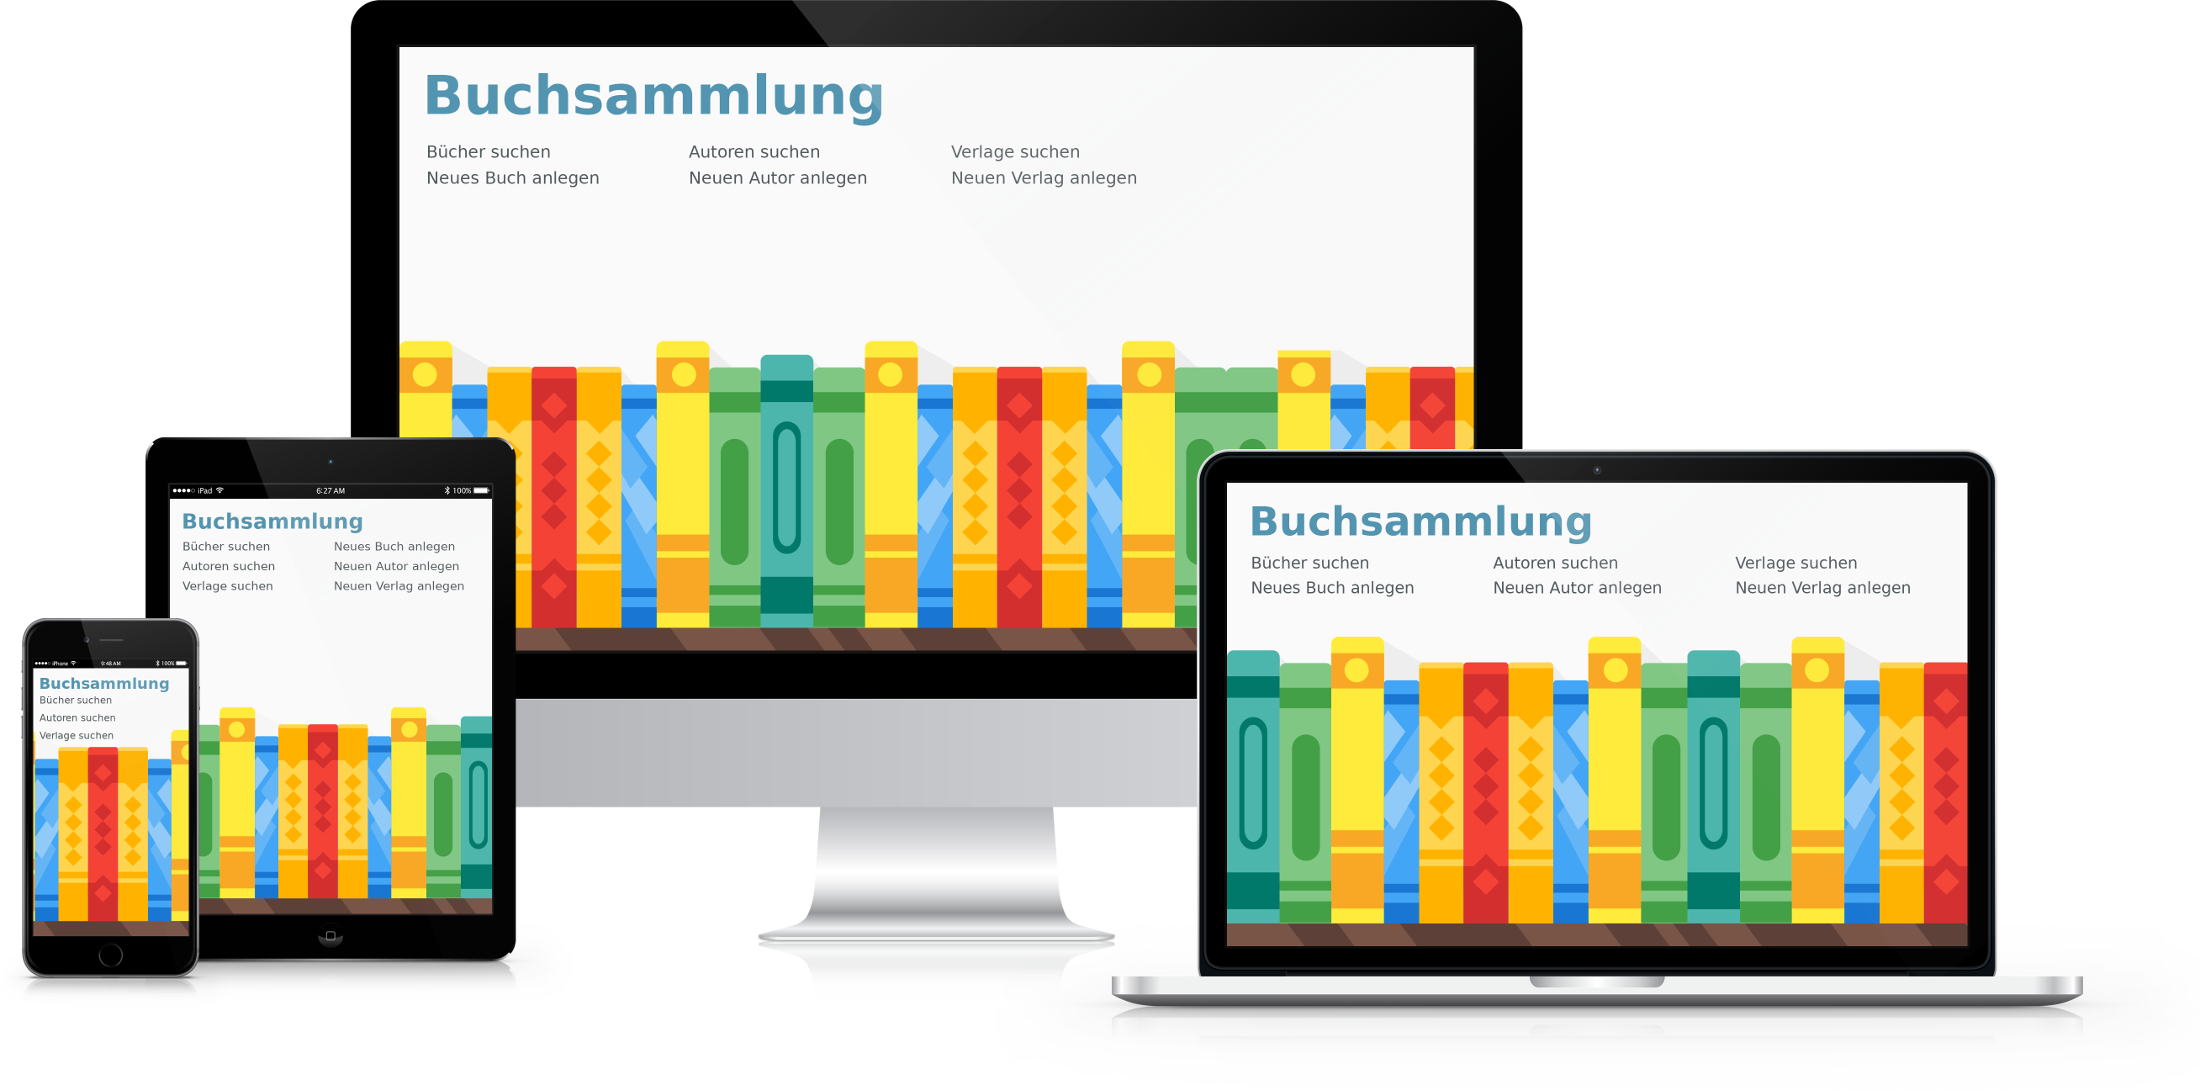 Buchsammlung
Bücher suchen Autoren suchen Verlage suchen
Neues Buch anlegen Neuen Autor anlegen Neuen Verlag anlegen
iPad 6:27 AM 100%
Buchsammlung
Bücher suchen Neues Buch anlegen
Autoren suchen Neuen Autor anlegen
Verlage suchen Neuen Verlag anlegen
iPhone 9:48 AM 100%
Buchsammlung
Bücher suchen
Autoren suchen
Verlage suchen
Buchsammlung
Bücher suchen Autoren suchen Verlage suchen
Neues Buch anlegen Neuen Autor anlegen Neuen Verlag anlegen